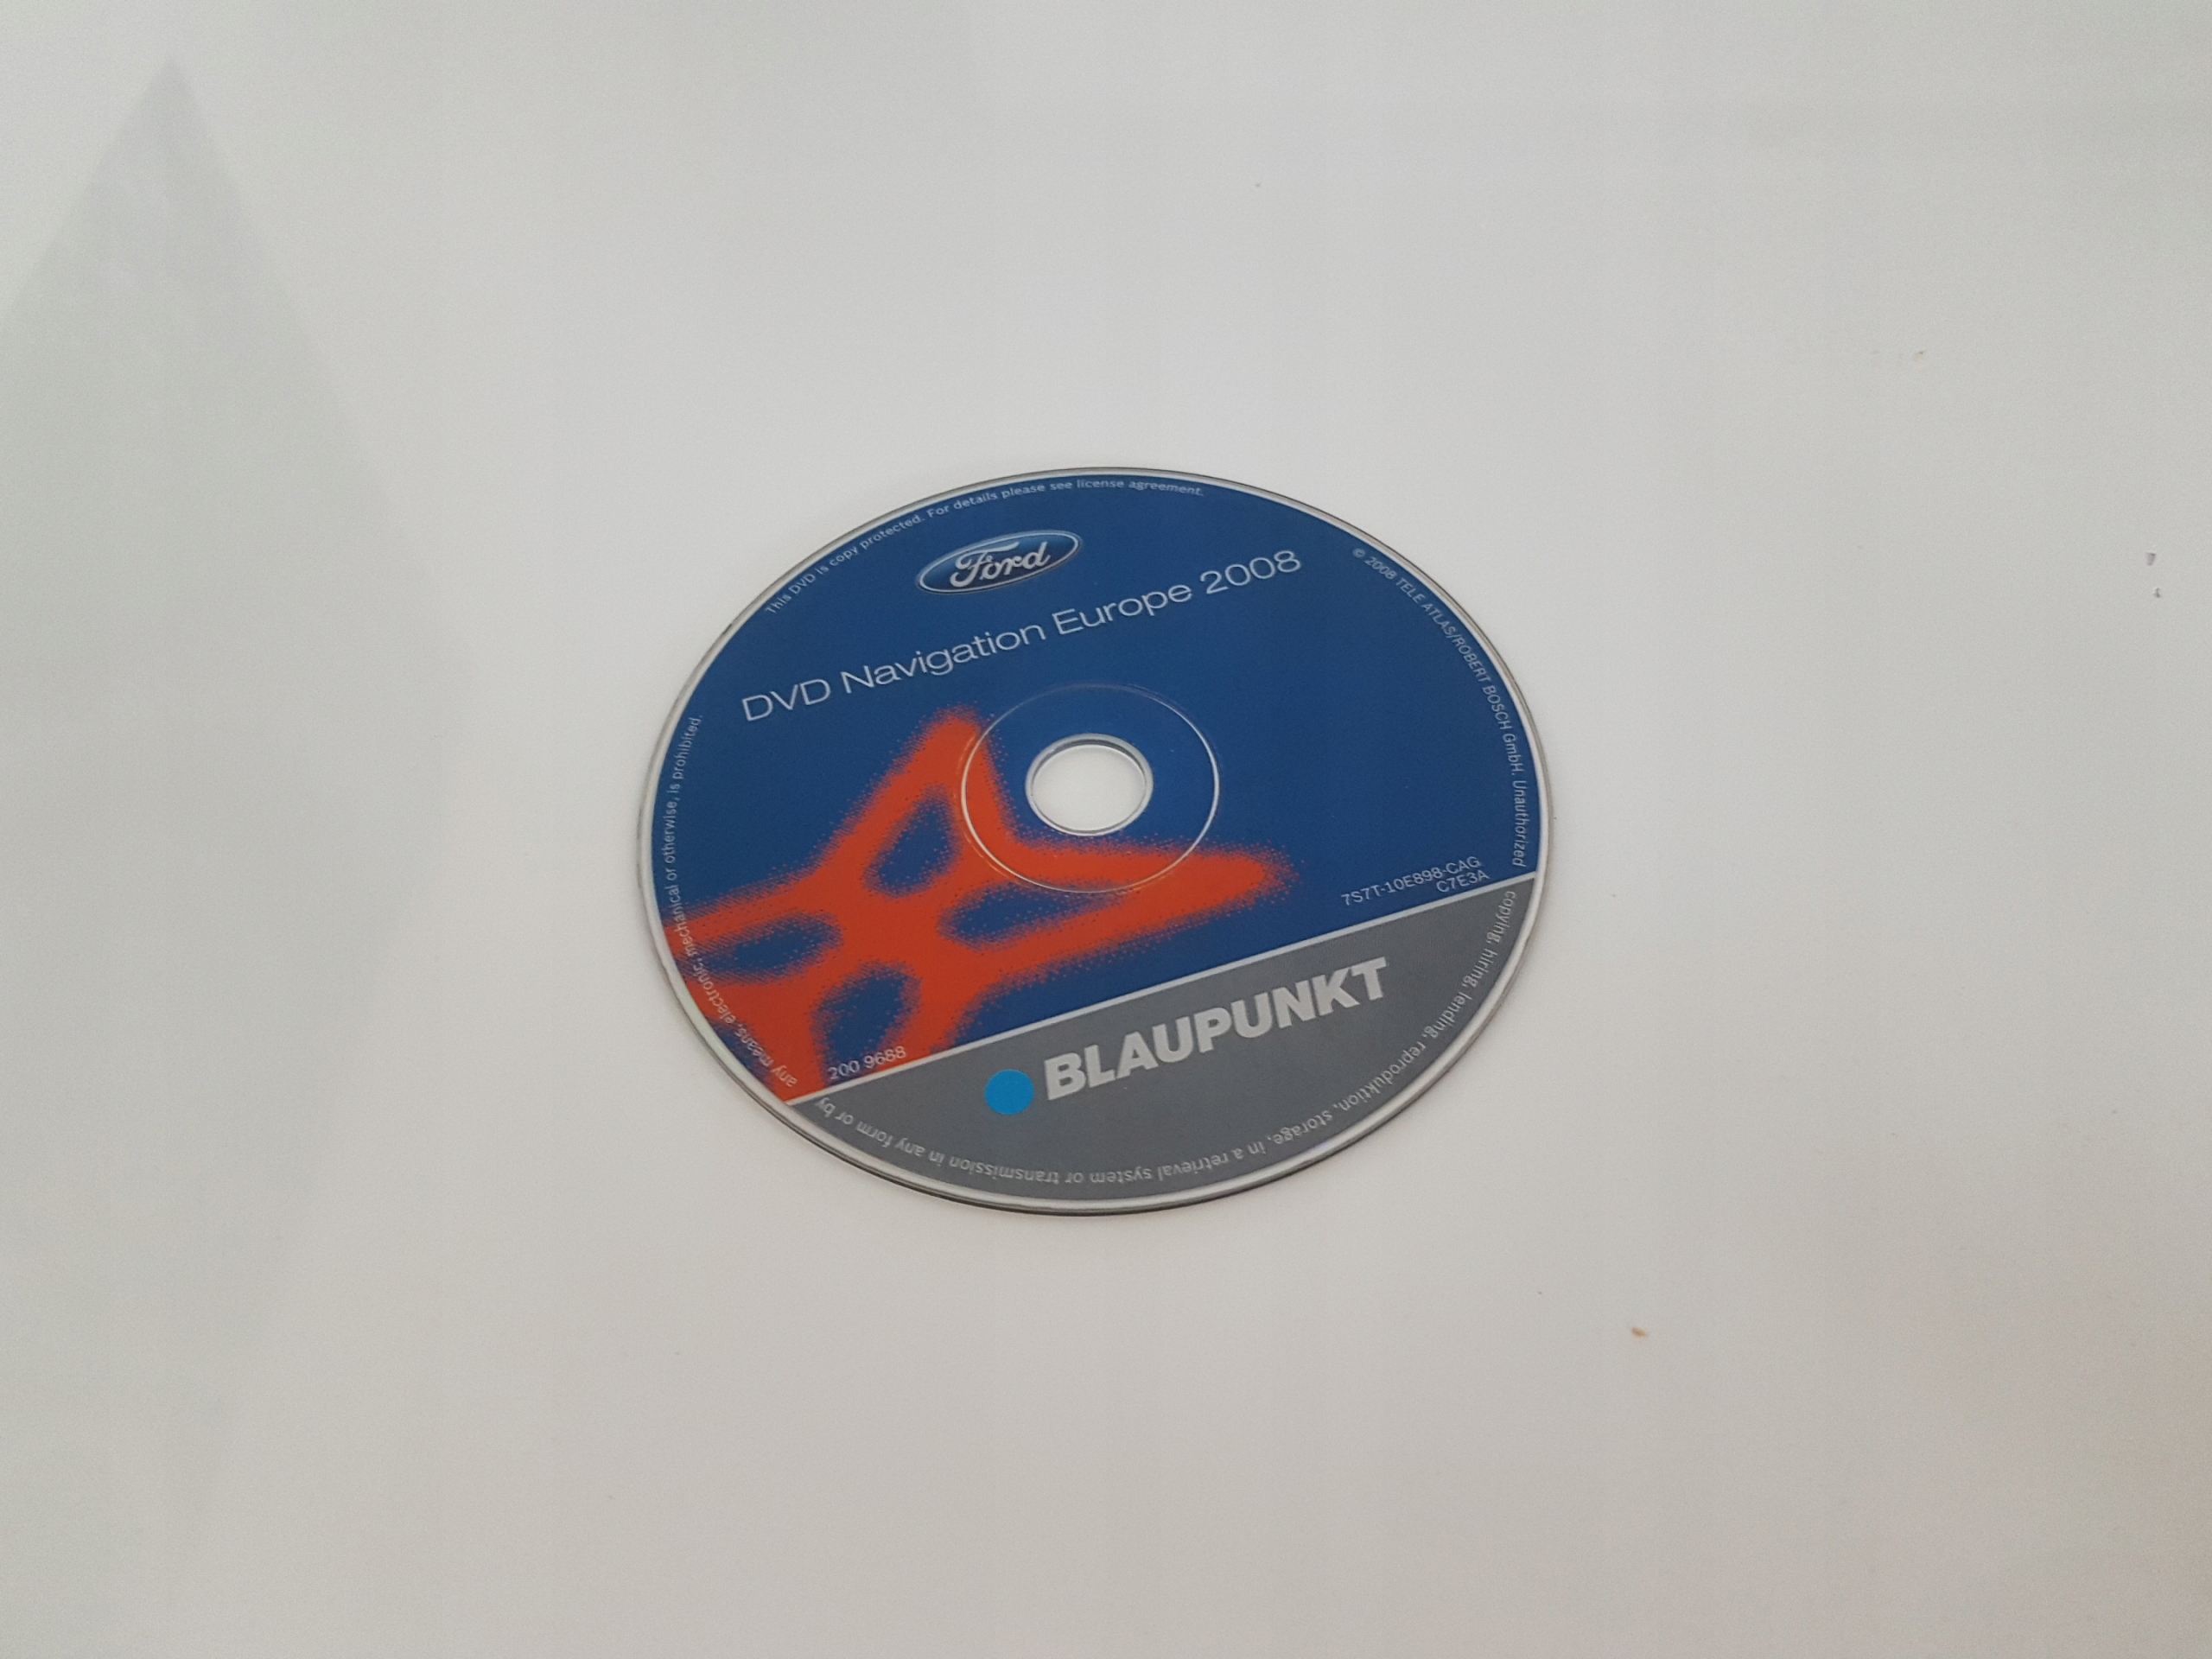 Ford
DVD Navigation Europe 2008
7S7T-10E898-CAG
C7E3A
200 9688
BLAUPUNKT
This DVD is copy protected. For details please see license agreement.
© 2008 TELE ATLAS/ROBERT BOSCH GmbH. Unauthorized copying, hiring, lending, reproduktion, storage, in a retrieval system or transmission in any form or by any means, electronic, mechanical or otherwise, is prohibited.